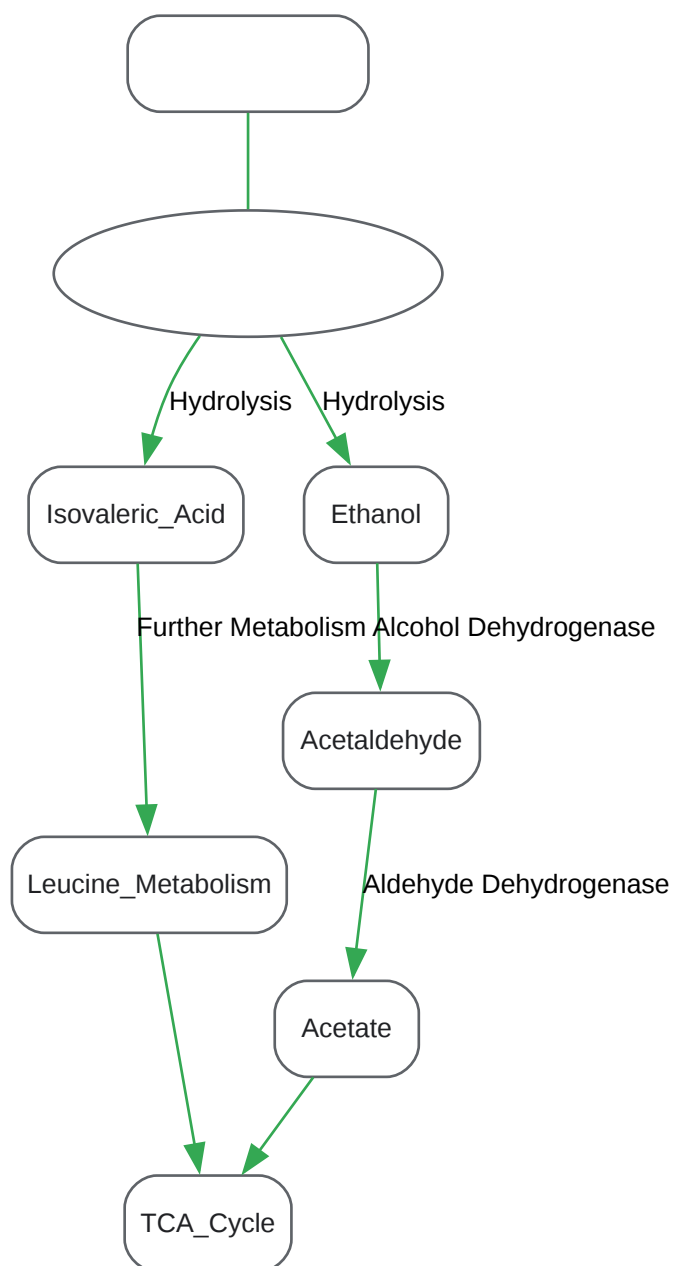 Hydrolysis Hydrolysis
Isovaleric_Acid Ethanol
Further Metabolism Alcohol Dehydrogenase
Acetaldehyde
Leucine_Metabolism Aldehyde Dehydrogenase
Acetate
TCA_Cycle